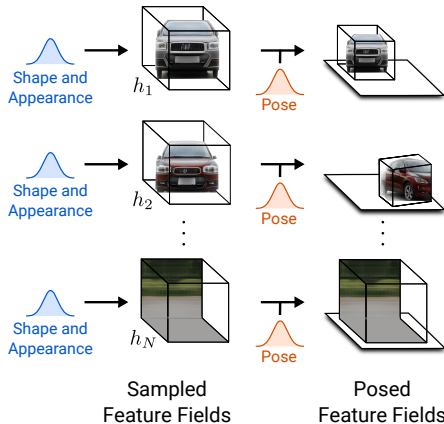 Shape and
Appearance
h1
Pose
Shape and
Appearance
h2
Pose
Shape and
Appearance
hN
Pose
Sampled
Feature Fields
Posed
Feature Fields